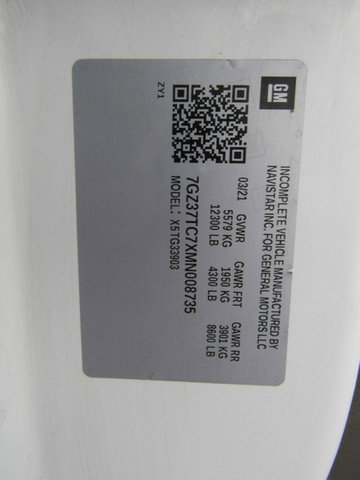 GM
INCOMPLETE VEHICLE MANUFACTURED BY
NAVISTAR INC. FOR GENERAL MOTORS LLC
03/21 GVWR GAWR FRT GAWR RR
5579 KG 1950 KG 3901 KG
12300 LB 4300 LB 8600 LB
7GZ37TC7XMN008735
MODEL: X5TG33903
ZY1